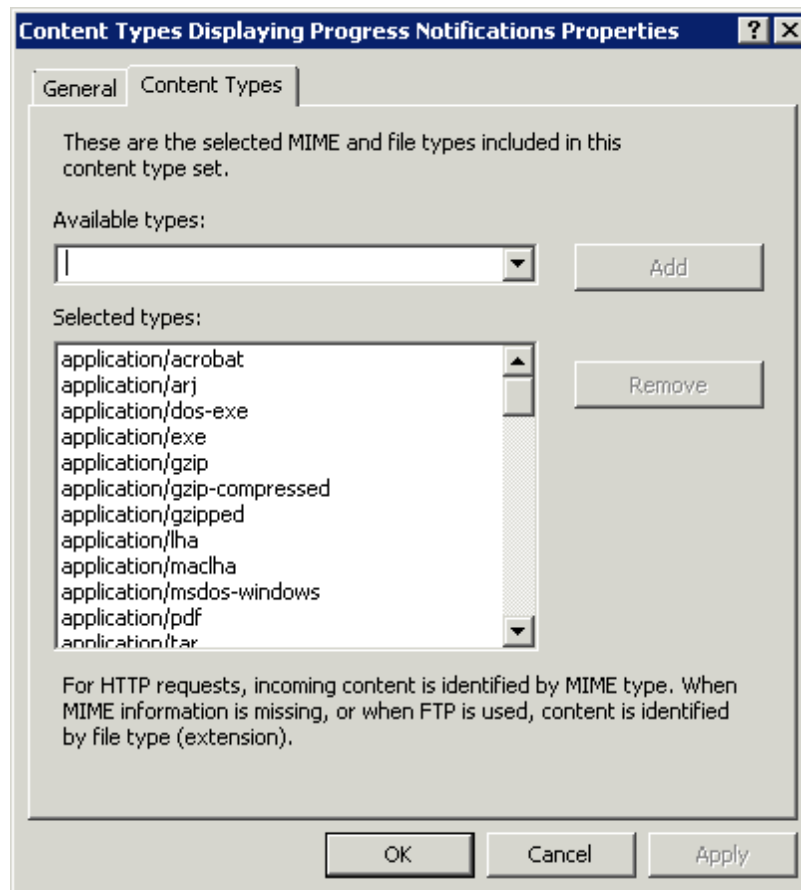 Content Types Displaying Progress Notifications Properties
General
Content Types
These are the selected MIME and file types included in this
content type set.
Available types:
Add
Selected types:
application/acrobat
application/arj
application/dos-exe
application/exe
application/gzip
application/gzip-compressed
application/gzipped
application/lha
application/maclha
application/msdos-windows
application/pdf
application/tar
Remove
For HTTP requests, incoming content is identified by MIME type. When
MIME information is missing, or when FTP is used, content is identified
by file type (extension).
OK
Cancel
Apply